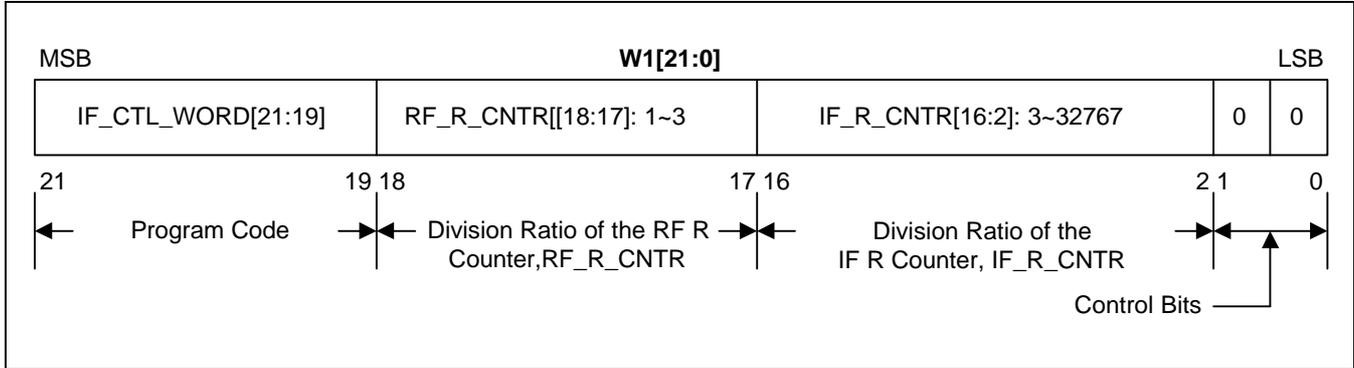 MSB W1[21:0] LSB
IF_CTL_WORD[21:19] RF_R_CNTR[[18:17]: 1~3 IF_R_CNTR[16:2]: 3~32767 0 0
21 19 18 17 16 2 1 0
Program Code Division Ratio of the RF R Division Ratio of the
Counter,RF_R_CNTR IF R Counter, IF_R_CNTR
Control Bits